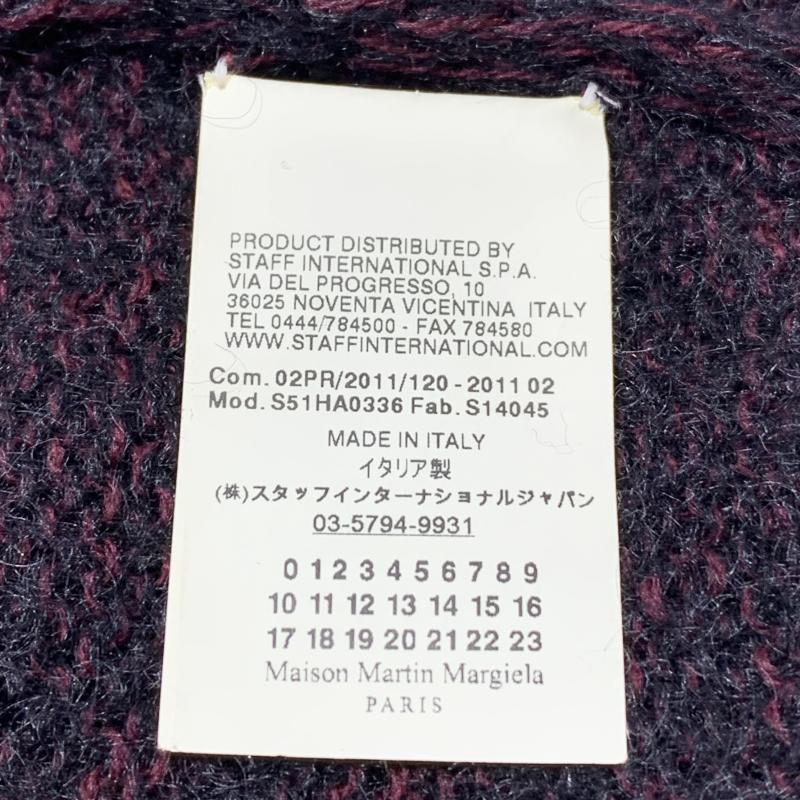 PRODUCT DISTRIBUTED BY
STAFF INTERNATIONAL S.P.A.
VIA DEL PROGRESSO, 10
36025 NOVENTA VICENTINA ITALY
TEL 0444/784500 - FAX 784580
WWW.STAFFINTERNATIONAL.COM
Com. 02PR/2011/120 - 2011 02
Mod. S51HA0336 Fab. S14045
MADE IN ITALY
イタリア製
(株)スタッフインターナショナルジャパン
03-5794-9931
0 1 2 3 4 5 6 7 8 9
10 11 12 13 14 15 16
17 18 19 20 21 22 23
Maison Martin Margiela
PARIS